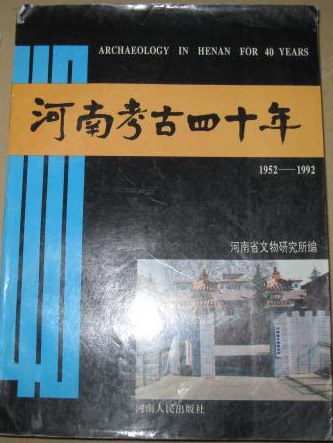 ARCHAEOLOGY IN HENAN FOR 40 YEARS
河南考古四十年
1952——1992
河南省文物研究所编
河南人民出版社
40